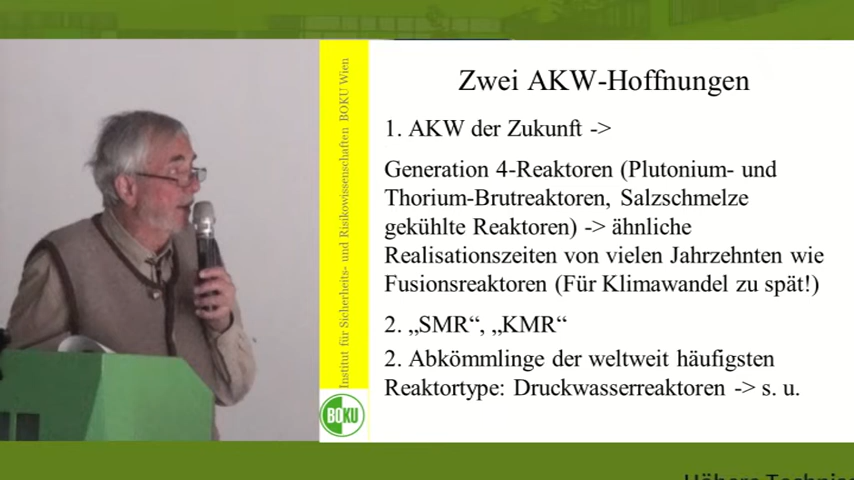 Zwei AKW-Hoffnungen
1. AKW der Zukunft ->
Generation 4-Reaktoren (Plutonium- und
Thorium-Brutreaktoren, Salzschmelze
gekühlte Reaktoren) -> ähnliche
Realisationszeiten von vielen Jahrzehnten wie
Fusionsreaktoren (Für Klimawandel zu spät!)
2. „SMR“, „KMR“
2. Abkömmlinge der weltweit häufigsten
Reaktortype: Druckwasserreaktoren -> s. u.
Institut für Sicherheits- und Risikowissenschaften BOKU Wien
BOKU